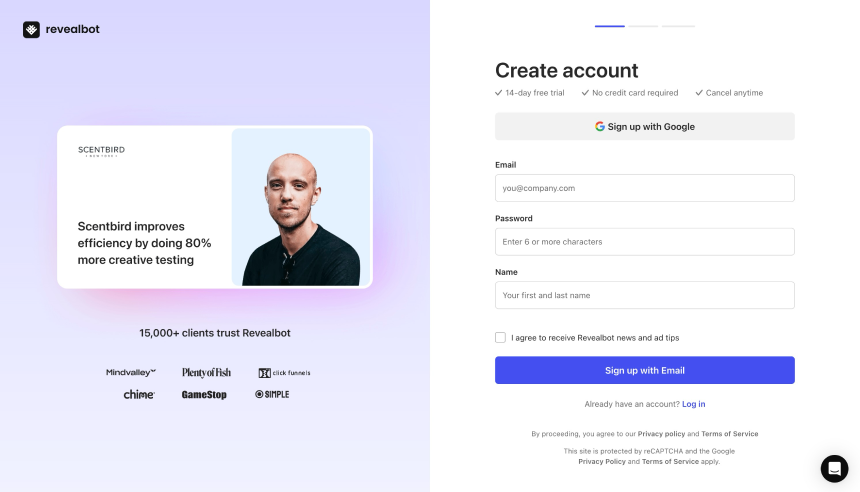 revealbot
SCENTBIRD
NEW YORK
Scentbird improves
efficiency by doing 80%
more creative testing
15,000+ clients trust Revealbot
Mindvalley
PlentyofFish
click funnels
chime
GameStop
SIMPLE
Create account
14-day free trial
No credit card required
Cancel anytime
Sign up with Google
Email
you@company.com
Password
Enter 6 or more characters
Name
Your first and last name
I agree to receive Revealbot news and ad tips
Sign up with Email
Already have an account? Log in
By proceeding, you agree to our Privacy policy and Terms of Service
This site is protected by reCAPTCHA and the Google
Privacy Policy and Terms of Service apply.